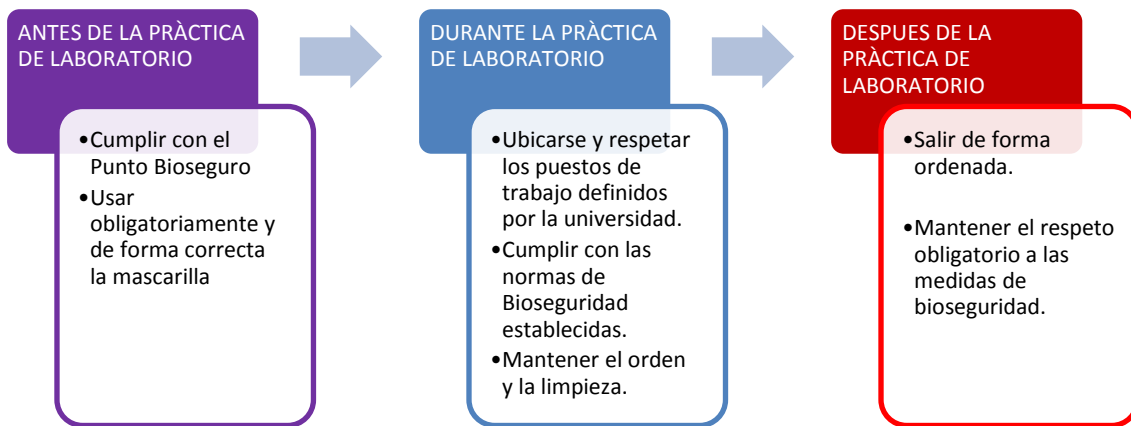 ANTES DE LA PRÀCTICA
DE LABORATORIO
•Cumplir con el
Punto Bioseguro
•Usar
obligatoriamente y
de forma correcta
la mascarilla
DURANTE LA PRÀCTICA
DE LABORATORIO
•Ubicarse y respetar
los puestos de
trabajo definidos
por la universidad.
•Cumplir con las
normas de
Bioseguridad
establecidas.
•Mantener el orden
y la limpieza.
DESPUES DE LA
PRÀCTICA DE
LABORATORIO
•Salir de forma
ordenada.
•Mantener el respeto
obligatorio a las
medidas de
bioseguridad.